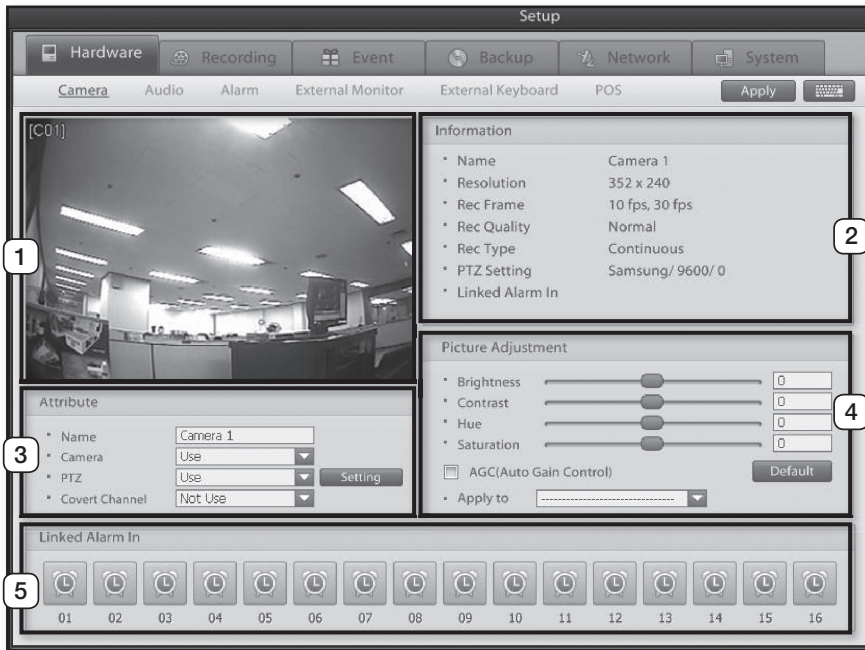 Setup
Hardware Recording Event Backup Network System
Camera Audio Alarm External Monitor External Keyboard POS Apply
[C01]
1
Information
Name Camera 1
Resolution 352 x 240
Rec Frame 10 fps, 30 fps
Rec Quality Normal
Rec Type Continuous
PTZ Setting Samsung/ 9600/ 0
Linked Alarm In
2
Attribute
Name Camera 1
Camera Use
PTZ Use Setting
Covert Channel Not Use
3
Picture Adjustment
Brightness 0
Contrast 0
Hue 0
Saturation 0
AGC(Auto Gain Control) Default
Apply to --------------------------------
4
Linked Alarm In
5
01 02 03 04 05 06 07 08 09 10 11 12 13 14 15 16